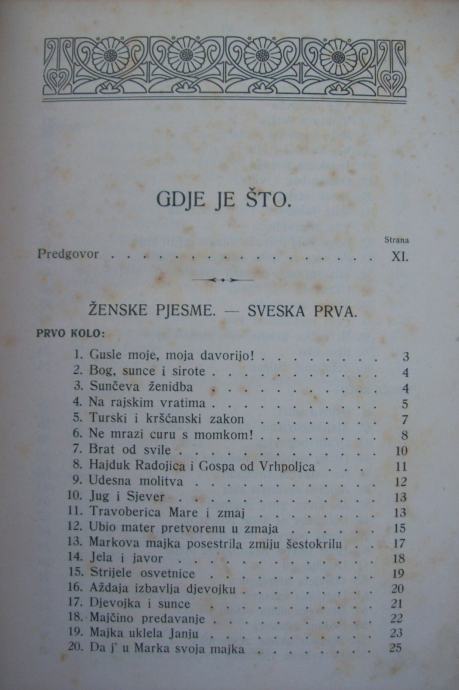 GDJE JE ŠTO.
Strana
Predgovor . . . . . . . . . . . . . . . . . XI.
ŽENSKE PJESME. — SVESKA PRVA.
PRVO KOLO:
1. Gusle moje, moja davorijo! . . . . . . . . 3
2. Bog, sunce i sirote . . . . . . . . . . 4
3. Sunčeva ženidba . . . . . . . . . . 4
4. Na rajskim vratima . . . . . . . . . . 5
5. Turski i kršćanski zakon . . . . . . . . 7
6. Ne mrazi curu s momkom! . . . . . . . . 8
7. Brat od svile . . . . . . . . . . . 10
8. Hajduk Radojica i Gospa od Vrhpoljca . . . . 11
9. Udesna molitva . . . . . . . . . . 12
10. Jug i Sjever . . . . . . . . . . . 13
11. Travoberica Mare i zmaj . . . . . . . . 13
12. Ubio mater pretvorenu u zmaja . . . . . . 15
13. Markova majka posestrila zmiju šestokrilu . . 17
14. Jela i javor . . . . . . . . . . . 18
15. Strijele osvetnice . . . . . . . . . . 19
16. Aždaja izbavlja djevojku . . . . . . . . 20
17. Djevojka i sunce . . . . . . . . . . 21
18. Majčino predavanje . . . . . . . . . 22
19. Majka uklela Janju . . . . . . . . . 23
20. Da j' u Marka svoja majka . . . . . . . 25